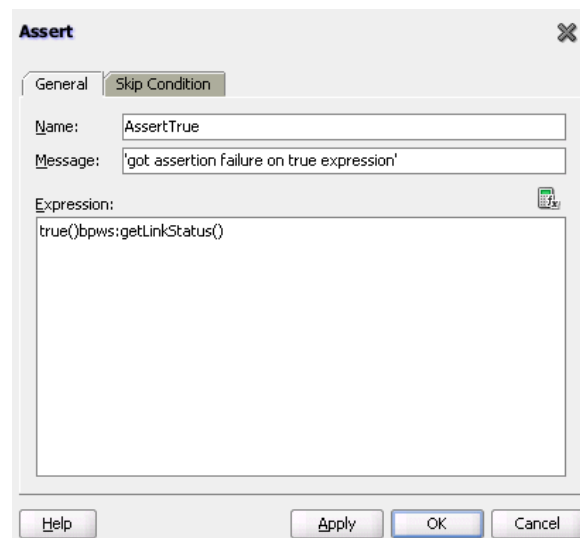 Assert
General Skip Condition
Name: AssertTrue
Message: 'got assertion failure on true expression'
Expression:
true()bpws:getLinkStatus()
Help Apply OK Cancel